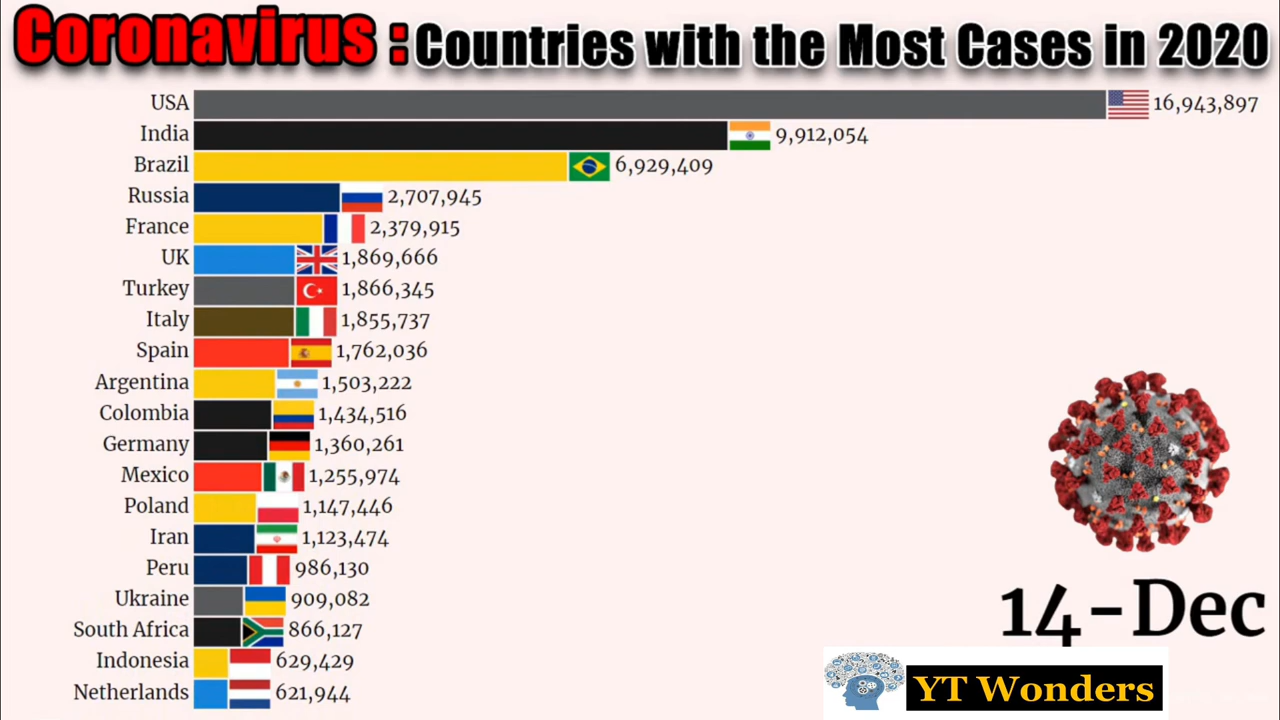 Coronavirus : Countries with the Most Cases in 2020
USA 16,943,897
India 9,912,054
Brazil 6,929,409
Russia 2,707,945
France 2,379,915
UK 1,869,666
Turkey 1,866,345
Italy 1,855,737
Spain 1,762,036
Argentina 1,503,222
Colombia 1,434,516
Germany 1,360,261
Mexico 1,255,974
Poland 1,147,446
Iran 1,123,474
Peru 986,130
Ukraine 909,082
South Africa 866,127
Indonesia 629,429
Netherlands 621,944
14-Dec
YT Wonders